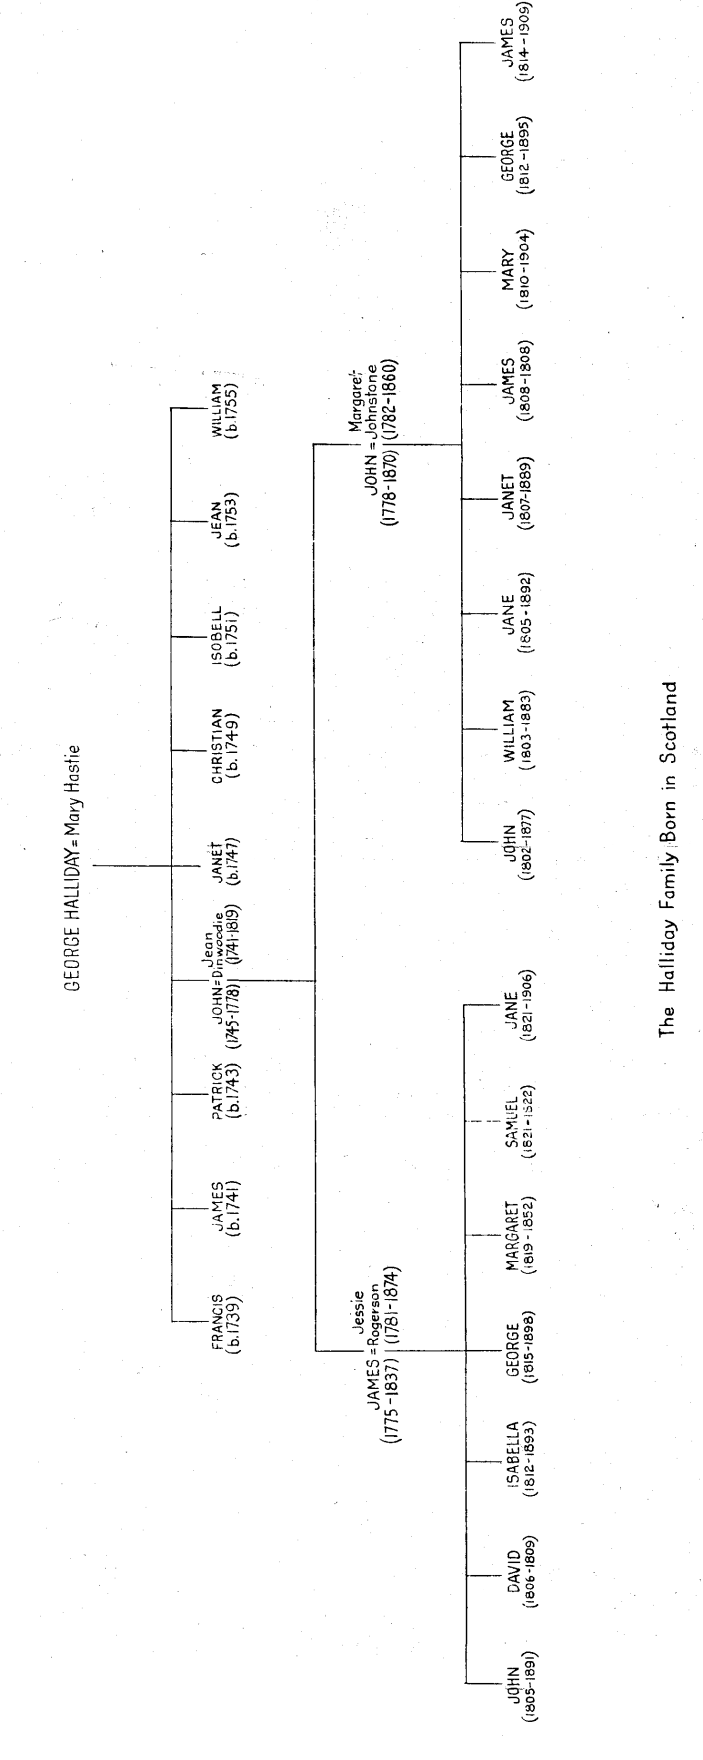 GEORGE HALLIDAY = Mary Hastie
FRANCIS
(b.1739)
JAMES
(b.1741)
PATRICK
(b.1743)
Jean
JOHN = Dinwoodie
(1745-1778) (1741-1819)
JANET
(b.1747)
CHRISTIAN
(b.1749)
ISOBELL
(b.1751)
JEAN
(b.1753)
WILLIAM
(b.1755)
Jessie
JAMES = Rogerson
(1775-1837) (1781-1874)
Margaret
JOHN = Johnstone
(1778-1870) (1782-1860)
JOHN
(1805-1891)
DAVID
(1806-1809)
ISABELLA
(1812-1893)
GEORGE
(1815-1898)
MARGARET
(1819-1852)
SAMUEL
(1821-1822)
JANE
(1821-1906)
JOHN
(1802-1877)
WILLIAM
(1803-1883)
JANE
(1805-1892)
JANET
(1807-1889)
JAMES
(1808-1808)
MARY
(1810-1904)
GEORGE
(1812-1895)
JAMES
(1814-1909)
The Halliday Family Born in Scotland